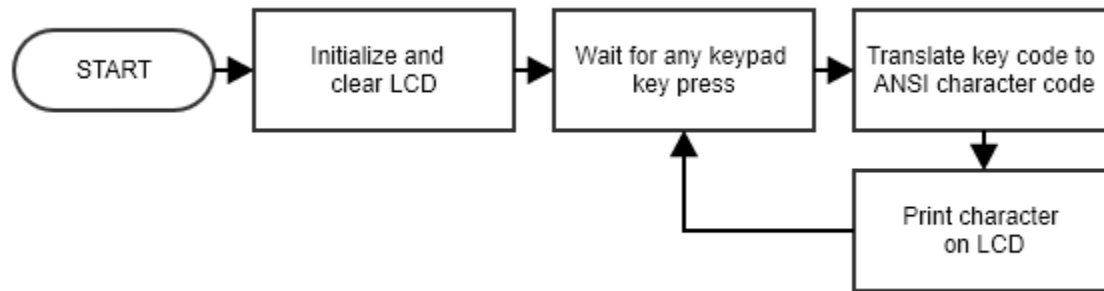 START
Initialize and
clear LCD
Wait for any keypad
key press
Translate key code to
ANSI character code
Print character
on LCD